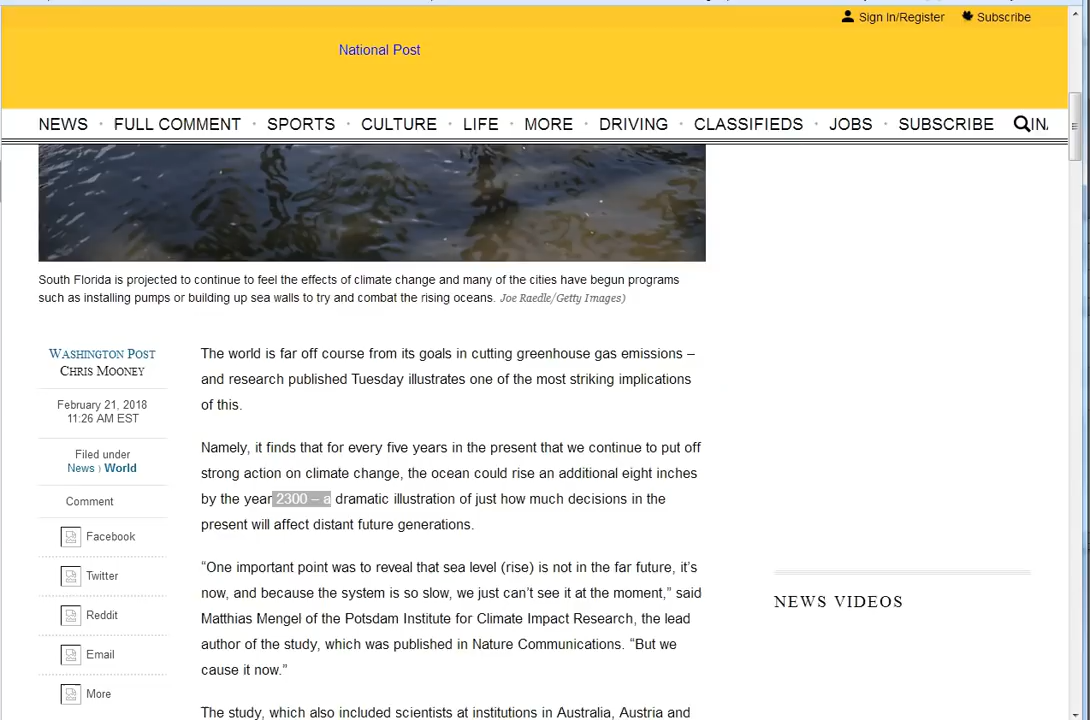 Sign In/Register Subscribe
National Post
NEWS · FULL COMMENT · SPORTS · CULTURE · LIFE · MORE · DRIVING · CLASSIFIEDS · JOBS · SUBSCRIBE
South Florida is projected to continue to feel the effects of climate change and many of the cities have begun programs
such as installing pumps or building up sea walls to try and combat the rising oceans. Joe Raedle/Getty Images)
WASHINGTON POST
CHRIS MOONEY
February 21, 2018
11:26 AM EST
Filed under
News › World
Comment
Facebook
Twitter
Reddit
Email
More
The world is far off course from its goals in cutting greenhouse gas emissions –
and research published Tuesday illustrates one of the most striking implications
of this.
Namely, it finds that for every five years in the present that we continue to put off
strong action on climate change, the ocean could rise an additional eight inches
by the year 2300 – a dramatic illustration of just how much decisions in the
present will affect distant future generations.
“One important point was to reveal that sea level (rise) is not in the far future, it’s
now, and because the system is so slow, we just can’t see it at the moment,” said
Matthias Mengel of the Potsdam Institute for Climate Impact Research, the lead
author of the study, which was published in Nature Communications. “But we
cause it now.”
The study, which also included scientists at institutions in Australia, Austria and
NEWS VIDEOS